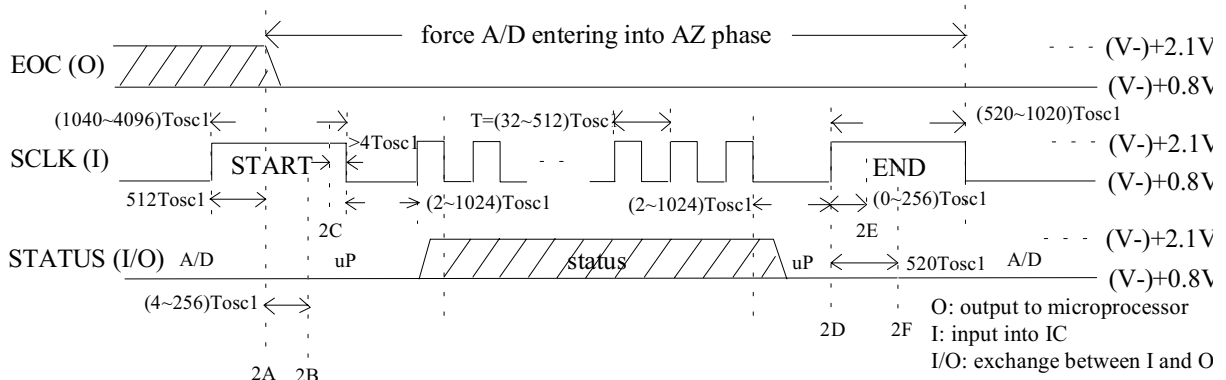 force A/D entering into AZ phase
EOC (O)
(V-)+2.1V
(V-)+0.8V
(1040~4096)Tosc1
>4Tosc1
T=(32~512)Tosc1
(520~1020)Tosc1
SCLK (I)
START
- -
END
(V-)+2.1V
(V-)+0.8V
512Tosc1
(2~1024)Tosc1
(2~1024)Tosc1
(0~256)Tosc1
2C
2E
STATUS (I/O)
A/D
uP
status
uP
520Tosc1
A/D
(V-)+2.1V
(V-)+0.8V
(4~256)Tosc1
2D
2F
O: output to microprocessor
I: input into IC
I/O: exchange between I and O
2A
2B